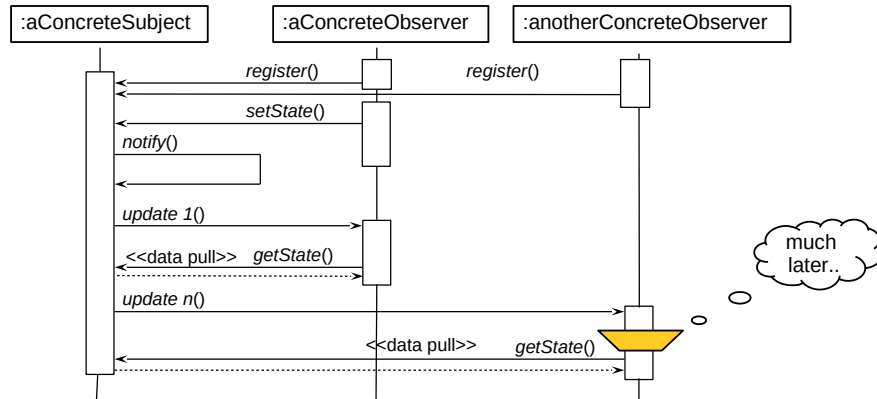 :aConcreteSubject :aConcreteObserver :anotherConcreteObserver
register() register()
setState()
notify()
update 1()
<<data pull>> getState()
much
later..
update n()
<<data pull>> getState()